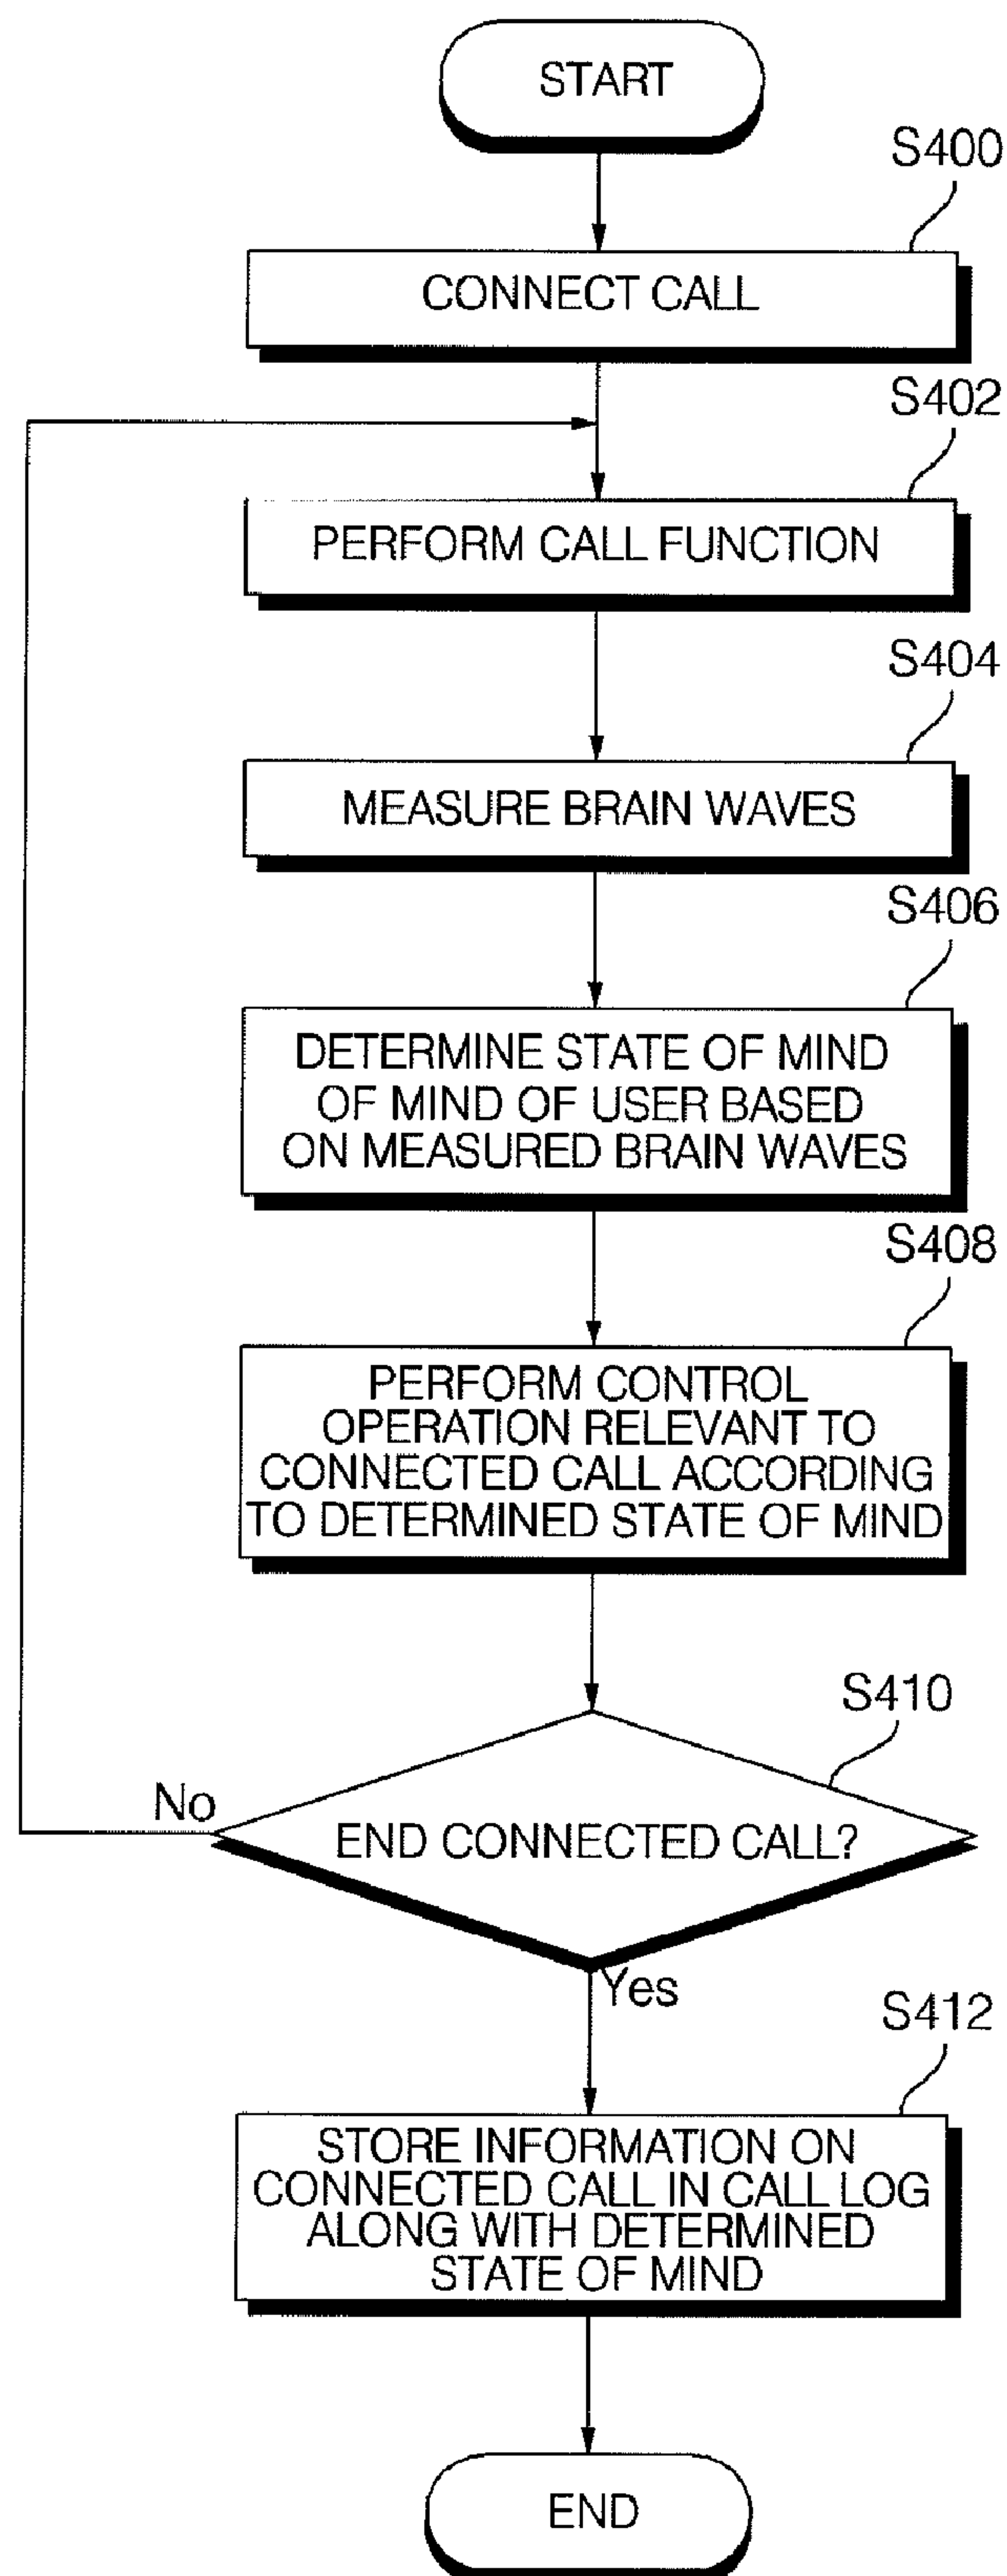 START
S400
CONNECT CALL
S402
PERFORM CALL FUNCTION
S404
MEASURE BRAIN WAVES
S406
DETERMINE STATE OF MIND
OF MIND OF USER BASED
ON MEASURED BRAIN WAVES
S408
PERFORM CONTROL
OPERATION RELEVANT TO
CONNECTED CALL ACCORDING
TO DETERMINED STATE OF MIND
S410
No
END CONNECTED CALL?
Yes
S412
STORE INFORMATION ON
CONNECTED CALL IN CALL LOG
ALONG WITH DETERMINED
STATE OF MIND
END